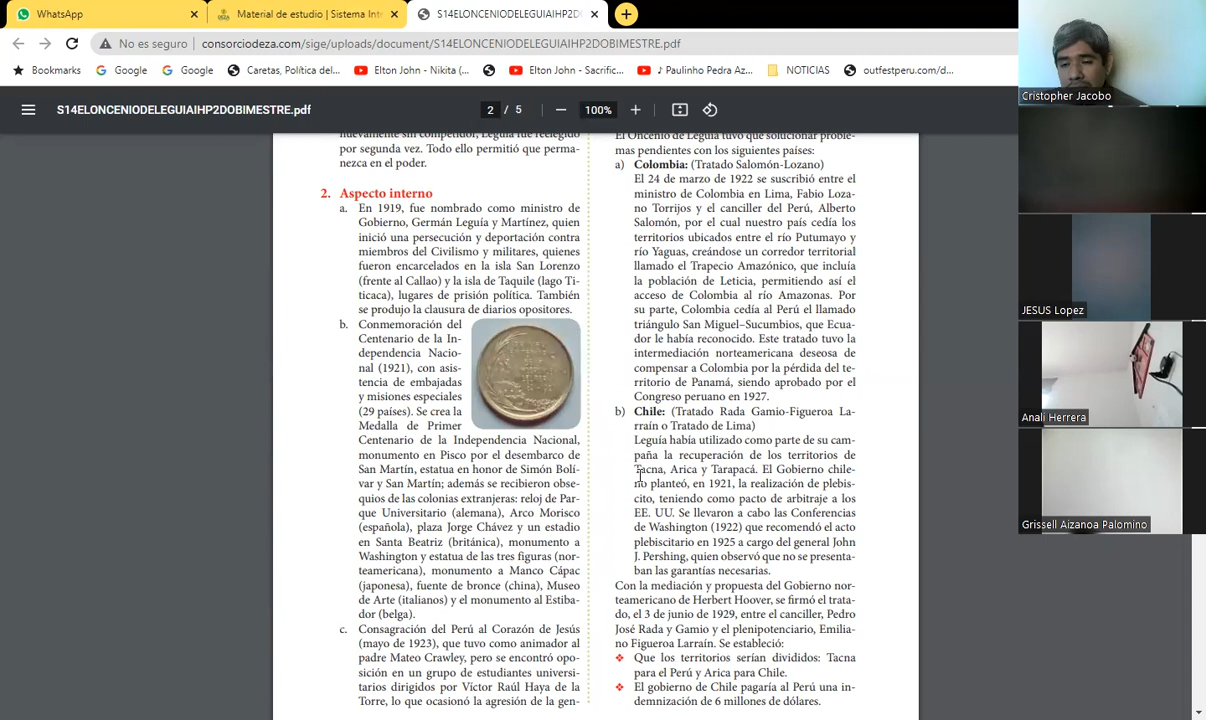 WhatsApp
Material de estudio | Sistema Inte
S14ELONCENIODELEGUIAIHP2D
No es seguro
consorciodeza.com/sige/uploads/document/S14ELONCENIODELEGUIAIHP2DOBIMESTRE.pdf
Bookmarks
Google
Google
Caretas, Política del...
Elton John - Nikita (...
Elton John - Sacrific...
♪ Paulinho Pedra Az...
NOTICIAS
outfestperu.com/d...
S14ELONCENIODELEGUIAIHP2DOBIMESTRE.pdf
2 / 5
100%
nuevamente sin competidor, Leguía fue reelegido
por segunda vez. Todo ello permitió que perma-
nezca en el poder.
2. Aspecto interno
a. En 1919, fue nombrado como ministro de
Gobierno, Germán Leguía y Martínez, quien
inició una persecución y deportación contra
miembros del Civilismo y militares, quienes
fueron encarcelados en la isla San Lorenzo
(frente al Callao) y la isla de Taquile (lago Ti-
ticaca), lugares de prisión política. También
se produjo la clausura de diarios opositores.
b. Conmemoración del
Centenario de la In-
dependencia Nacio-
nal (1921), con asis-
tencia de embajadas
y misiones especiales
(29 países). Se crea la
Medalla de Primer
Centenario de la Independencia Nacional,
monumento en Pisco por el desembarco de
San Martín, estatua en honor de Simón Bolí-
var y San Martín; además se recibieron obse-
quios de las colonias extranjeras: reloj de Par-
que Universitario (alemana), Arco Morisco
(española), plaza Jorge Chávez y un estadio
en Santa Beatriz (británica), monumento a
Washington y estatua de las tres figuras (nor-
teamericana), monumento a Manco Cápac
(japonesa), fuente de bronce (china), Museo
de Arte (italianos) y el monumento al Estiba-
dor (belga).
c. Consagración del Perú al Corazón de Jesús
(mayo de 1923), que tuvo como animador al
padre Mateo Crawley, pero se encontró opo-
sición en un grupo de estudiantes universi-
tarios dirigidos por Víctor Raúl Haya de la
Torre, lo que ocasionó la agresión de la gen-
El Oncenio de Leguía tuvo que solucionar proble-
mas pendientes con los siguientes países:
a) Colombia: (Tratado Salomón-Lozano)
El 24 de marzo de 1922 se suscribió entre el
ministro de Colombia en Lima, Fabio Loza-
no Torrijos y el canciller del Perú, Alberto
Salomón, por el cual nuestro país cedía los
territorios ubicados entre el río Putumayo y
río Yaguas, creándose un corredor territorial
llamado el Trapecio Amazónico, que incluía
la población de Leticia, permitiendo así el
acceso de Colombia al río Amazonas. Por
su parte, Colombia cedía al Perú el llamado
triángulo San Miguel–Sucumbios, que Ecua-
dor le había reconocido. Este tratado tuvo la
intermediación norteamericana deseosa de
compensar a Colombia por la pérdida del te-
rritorio de Panamá, siendo aprobado por el
Congreso peruano en 1927.
b) Chile: (Tratado Rada Gamio-Figueroa La-
rraín o Tratado de Lima)
Leguía había utilizado como parte de su cam-
paña la recuperación de los territorios de
Tacna, Arica y Tarapacá. El Gobierno chile-
no planteó, en 1921, la realización de plebis-
cito, teniendo como pacto de arbitraje a los
EE. UU. Se llevaron a cabo las Conferencias
de Washington (1922) que recomendó el acto
plebiscitario en 1925 a cargo del general John
J. Pershing, quien observó que no se presenta-
ban las garantías necesarias.
Con la mediación y propuesta del Gobierno nor-
teamericano de Herbert Hoover, se firmó el trata-
do, el 3 de junio de 1929, entre el canciller, Pedro
José Rada y Gamio y el plenipotenciario, Emilia-
no Figueroa Larraín. Se estableció:
❖ Que los territorios serían divididos: Tacna
para el Perú y Arica para Chile.
❖ El gobierno de Chile pagaría al Perú una in-
demnización de 6 millones de dólares.
Cristopher Jacobo
JESUS Lopez
Anali Herrera
Grissell Aizanoa Palomino